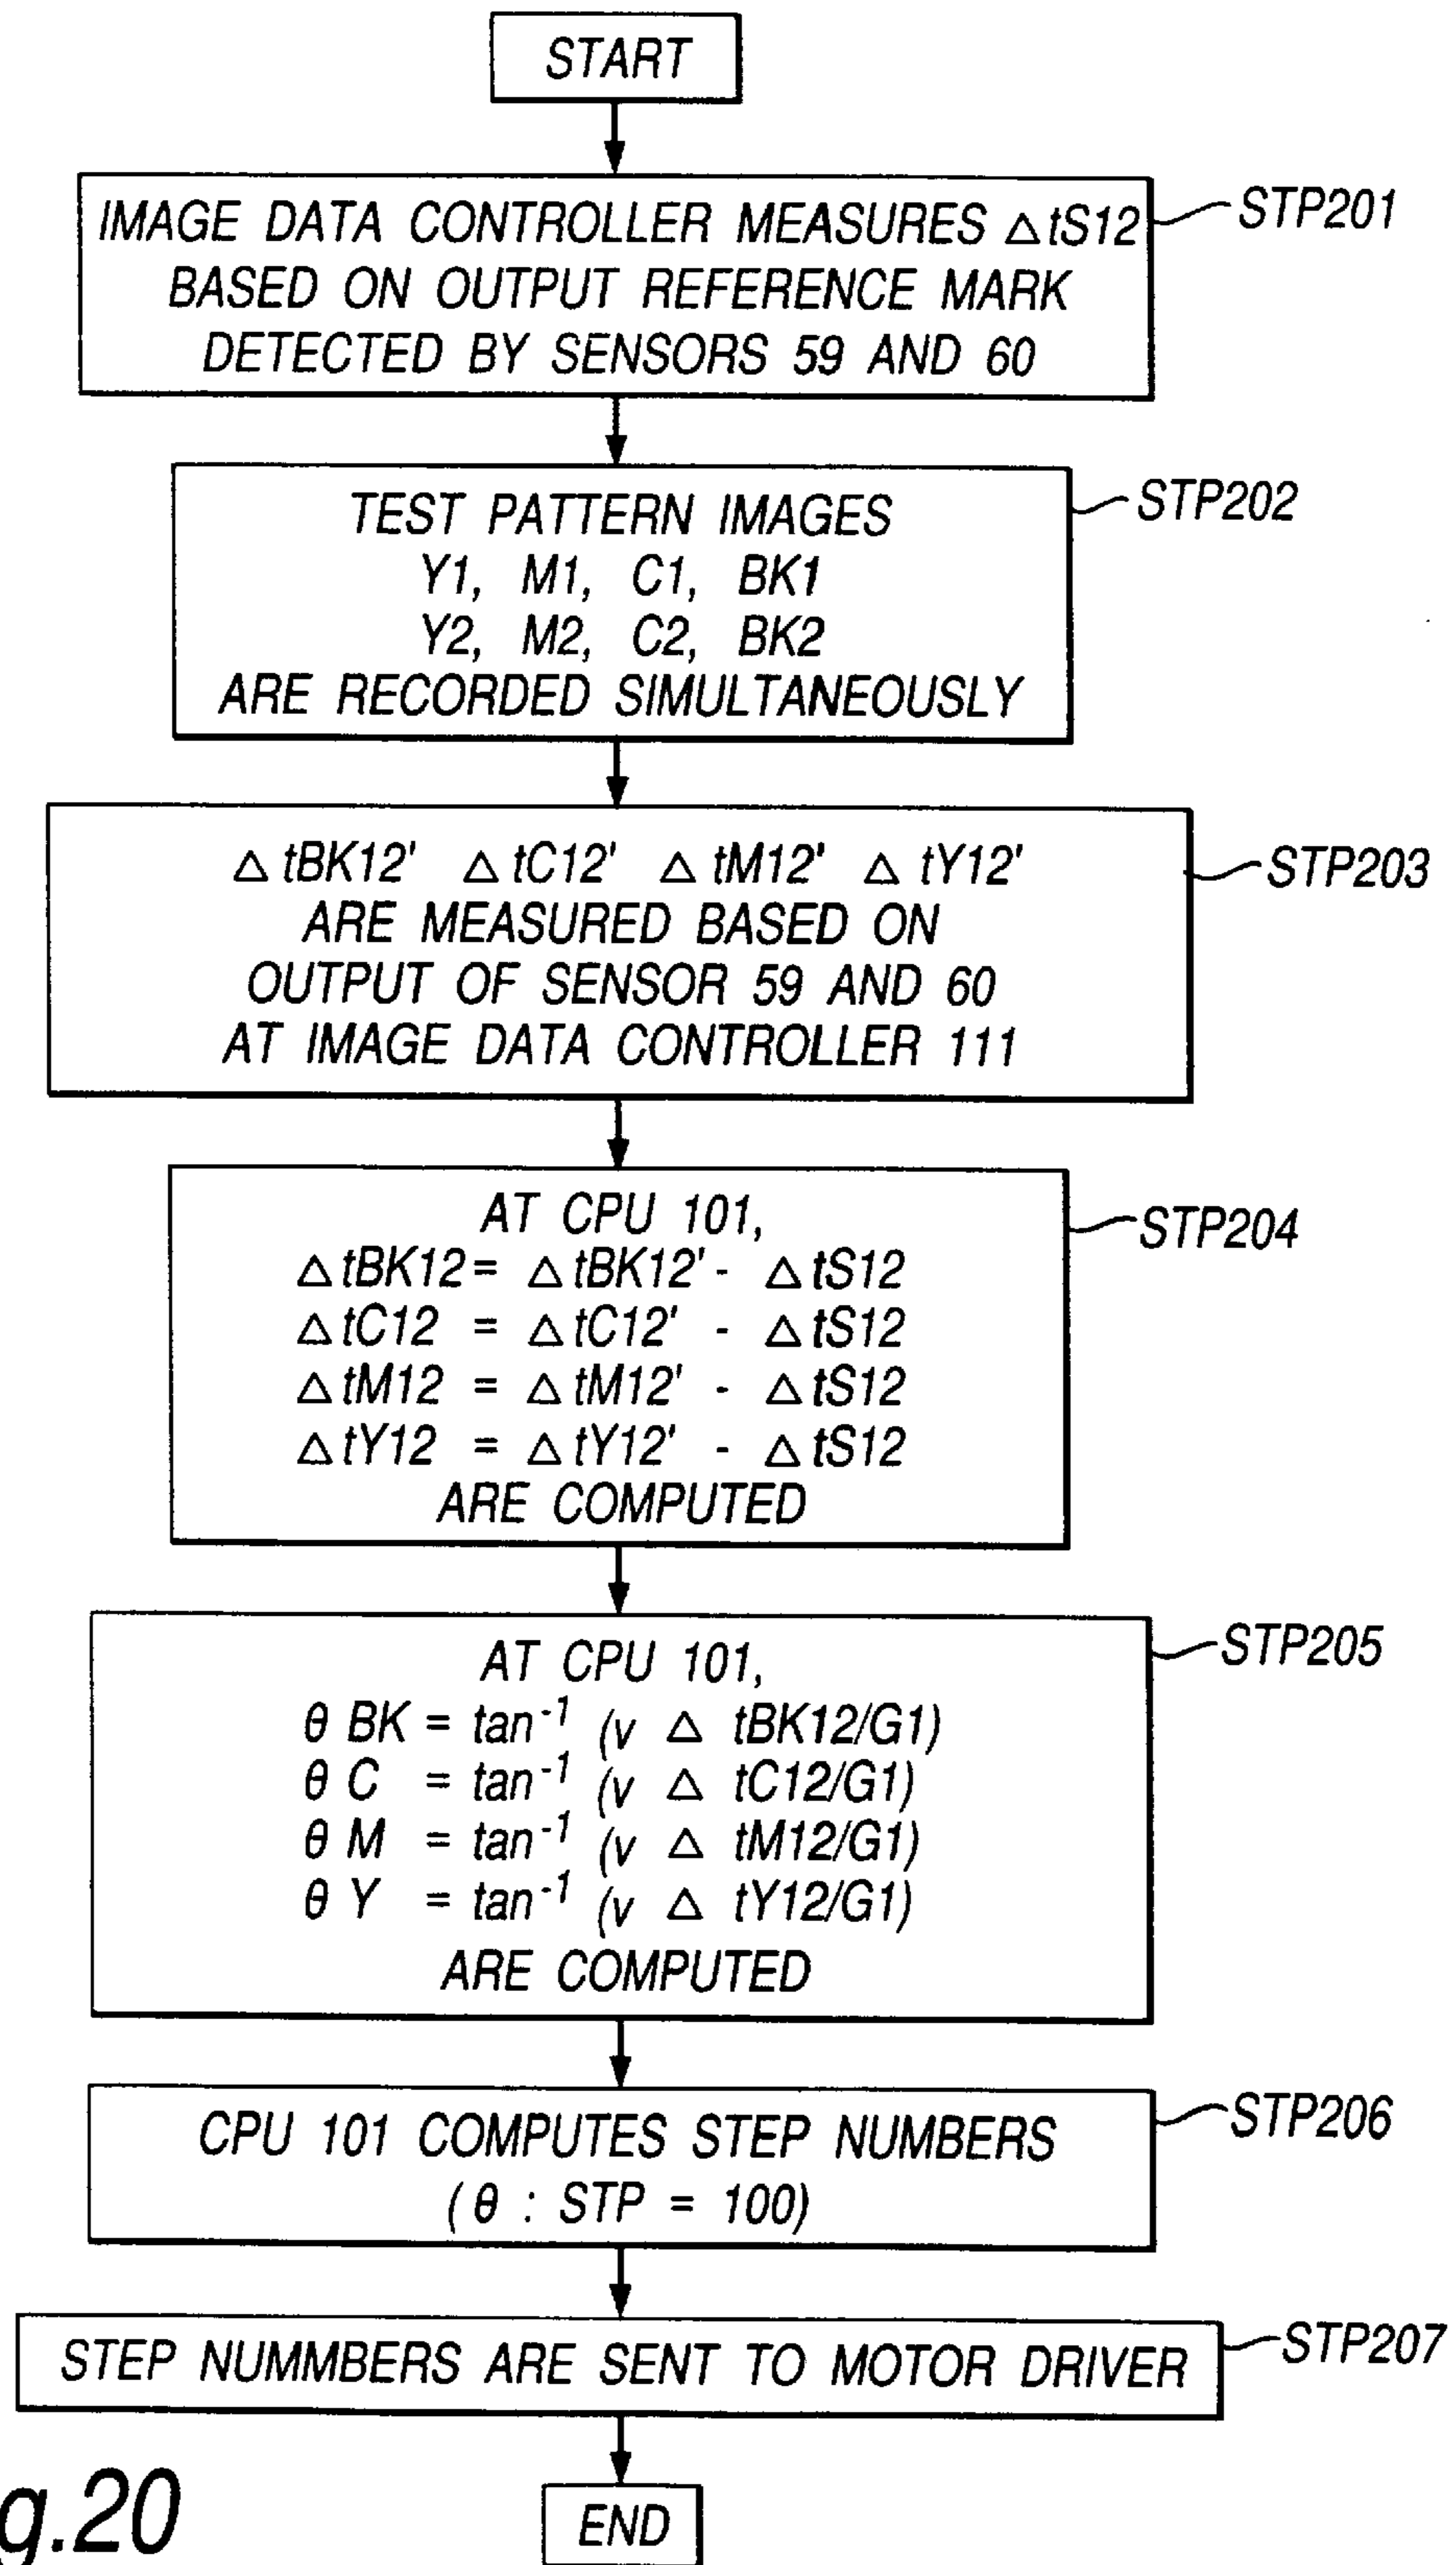 START
IMAGE DATA CONTROLLER MEASURES △tS12
BASED ON OUTPUT REFERENCE MARK
DETECTED BY SENSORS 59 AND 60
STP201
TEST PATTERN IMAGES
Y1, M1, C1, BK1
Y2, M2, C2, BK2
ARE RECORDED SIMULTANEOUSLY
STP202
△ tBK12' △ tC12' △ tM12' △ tY12'
ARE MEASURED BASED ON
OUTPUT OF SENSOR 59 AND 60
AT IMAGE DATA CONTROLLER 111
STP203
AT CPU 101,
△tBK12 = △tBK12' - △tS12
△tC12 = △tC12' - △tS12
△tM12 = △tM12' - △tS12
△tY12 = △tY12' - △tS12
ARE COMPUTED
STP204
AT CPU 101,
θ BK = tan⁻¹ (v △ tBK12/G1)
θ C = tan⁻¹ (v △ tC12/G1)
θ M = tan⁻¹ (v △ tM12/G1)
θ Y = tan⁻¹ (v △ tY12/G1)
ARE COMPUTED
STP205
CPU 101 COMPUTES STEP NUMBERS
(θ : STP = 100)
STP206
STEP NUMMBERS ARE SENT TO MOTOR DRIVER
STP207
END
g.20